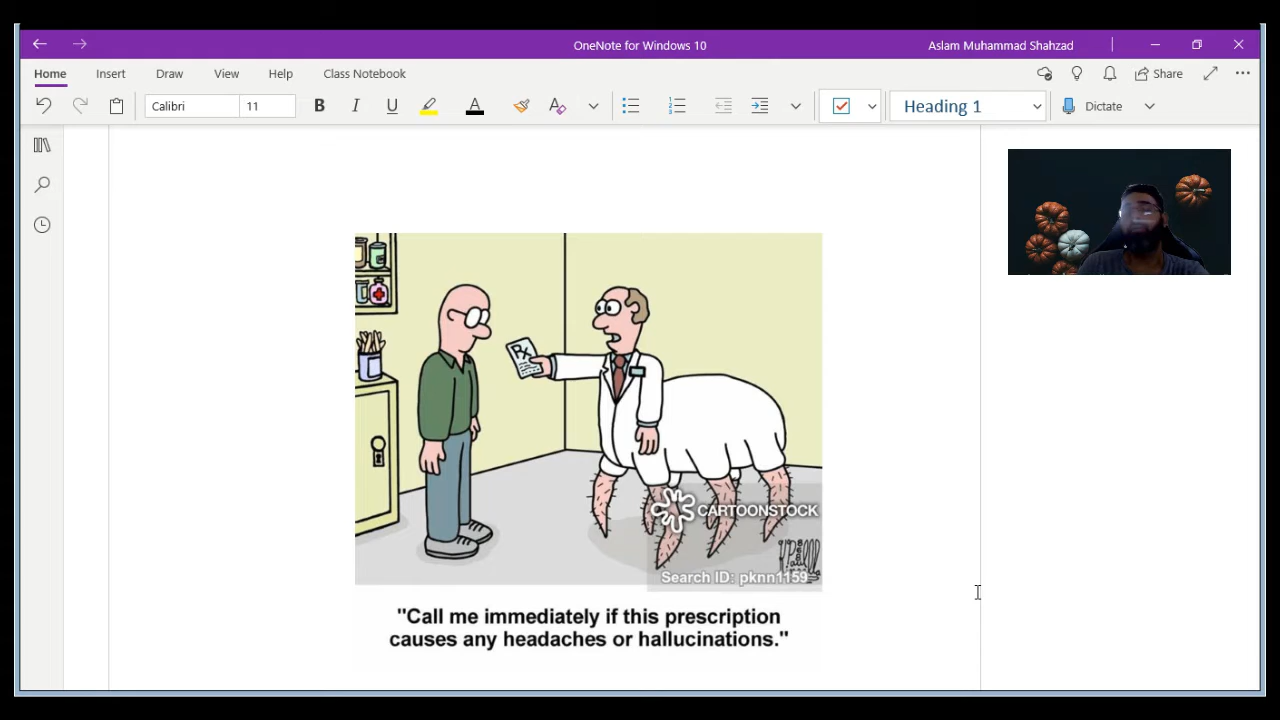 OneNote for Windows 10
Aslam Muhammad Shahzad
Home Insert Draw View Help Class Notebook
Share
Calibri 11 B I U A A Heading 1 Dictate
Rx
CARTOONSTOCK
Search ID: pknn1159
"Call me immediately if this prescription
causes any headaches or hallucinations."